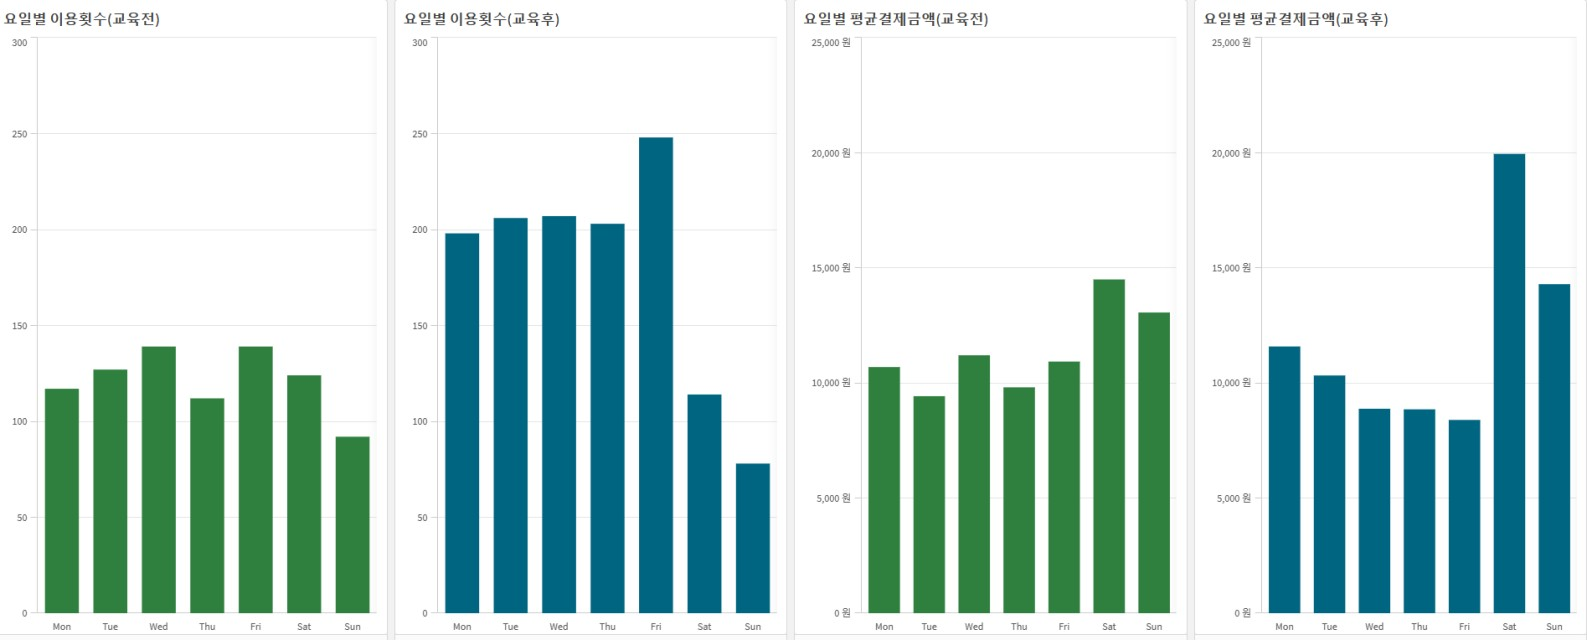 요일별 이용횟수(교육전)
300
250
200
150
100
50
0
Mon Tue Wed Thu Fri Sat Sun
요일별 이용횟수(교육후)
300
250
200
150
100
50
0
Mon Tue Wed Thu Fri Sat Sun
요일별 평균결제금액(교육전)
25,000 원
20,000 원
15,000 원
10,000 원
5,000 원
0 원
Mon Tue Wed Thu Fri Sat Sun
요일별 평균결제금액(교육후)
25,000 원
20,000 원
15,000 원
10,000 원
5,000 원
0 원
Mon Tue Wed Thu Fri Sat Sun